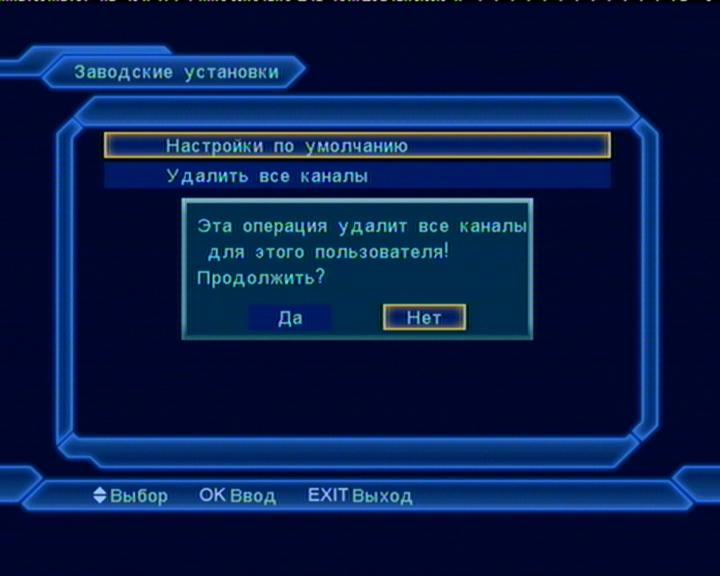 Заводские установки
Настройки по умолчанию
Удалить все каналы
Эта операция удалит все каналы
для этого пользователя!
Продолжить?
Да Нет
Выбор OK Ввод EXIT Выход